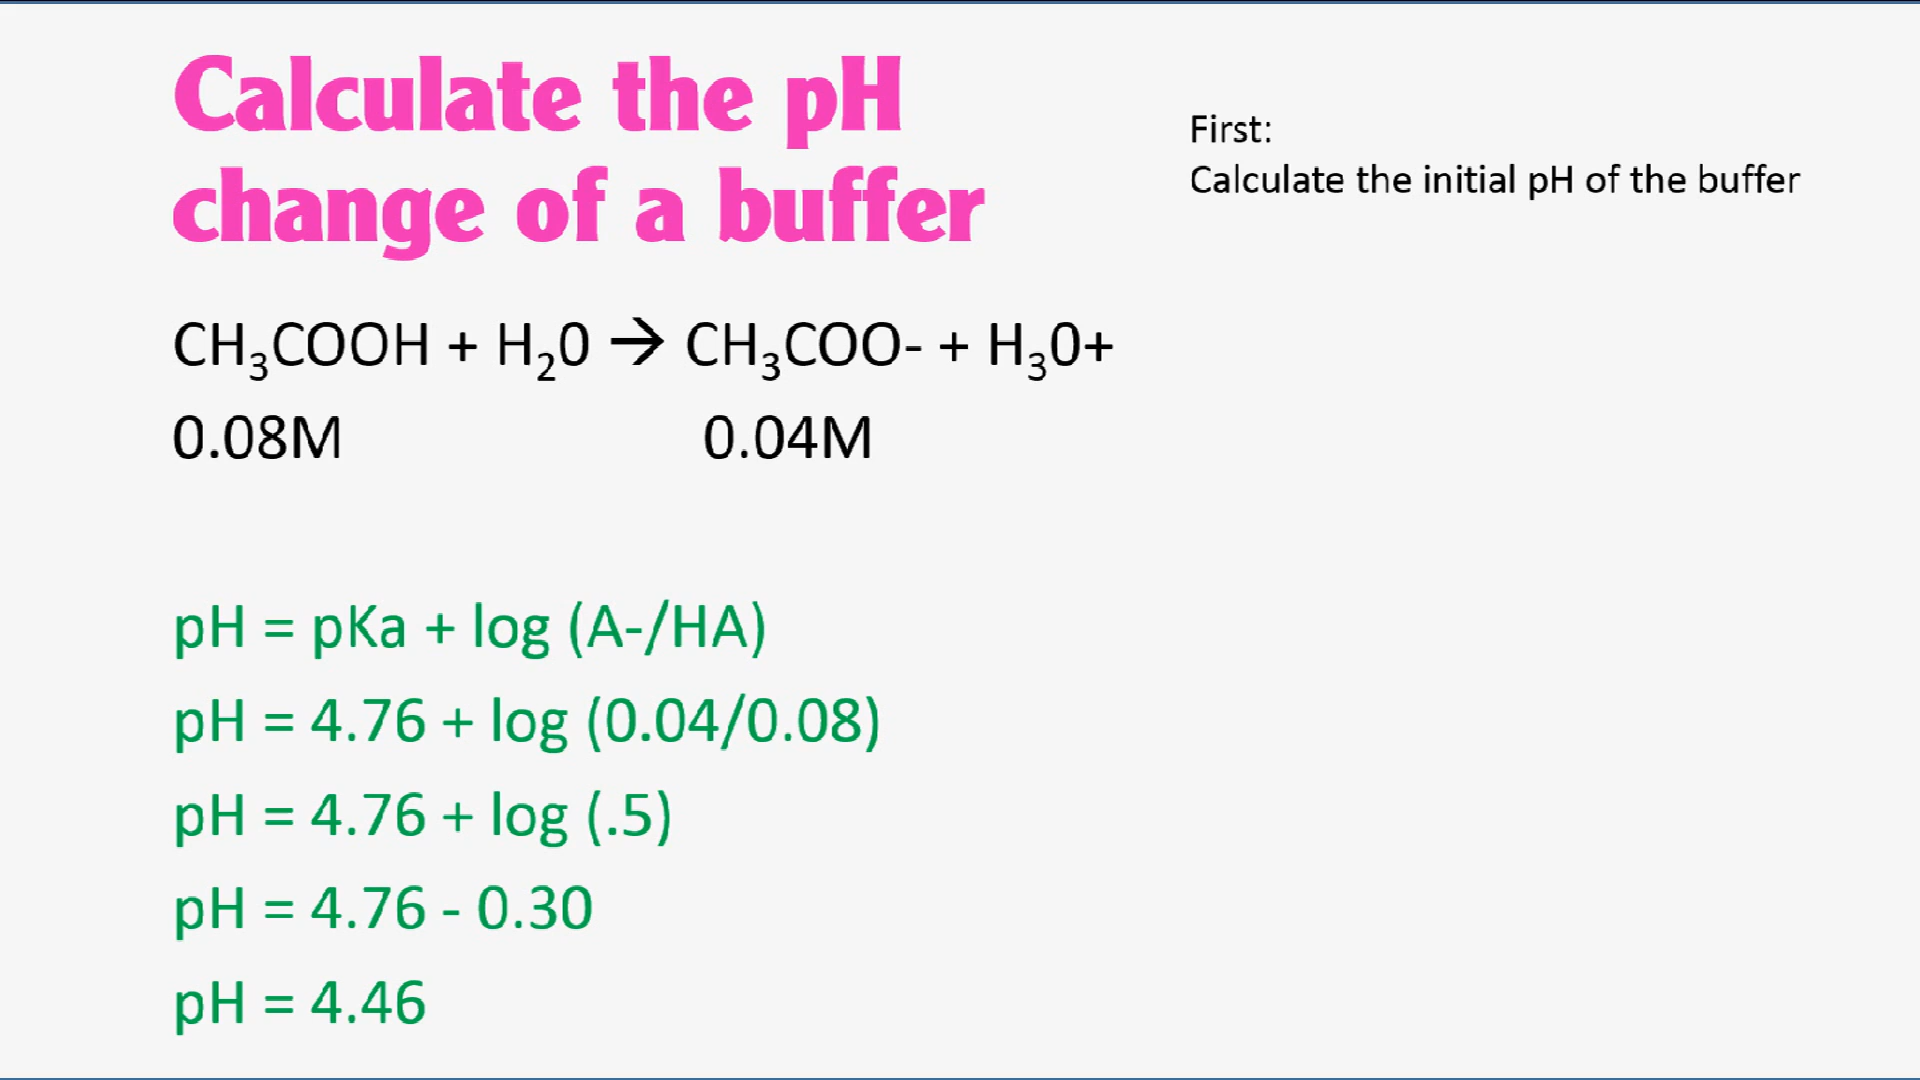 Calculate the pH
change of a buffer
First:
Calculate the initial pH of the buffer
CH₃COOH + H₂0 → CH₃COO- + H₃0+
0.08M 0.04M
pH = pKa + log (A-/HA)
pH = 4.76 + log (0.04/0.08)
pH = 4.76 + log (.5)
pH = 4.76 - 0.30
pH = 4.46